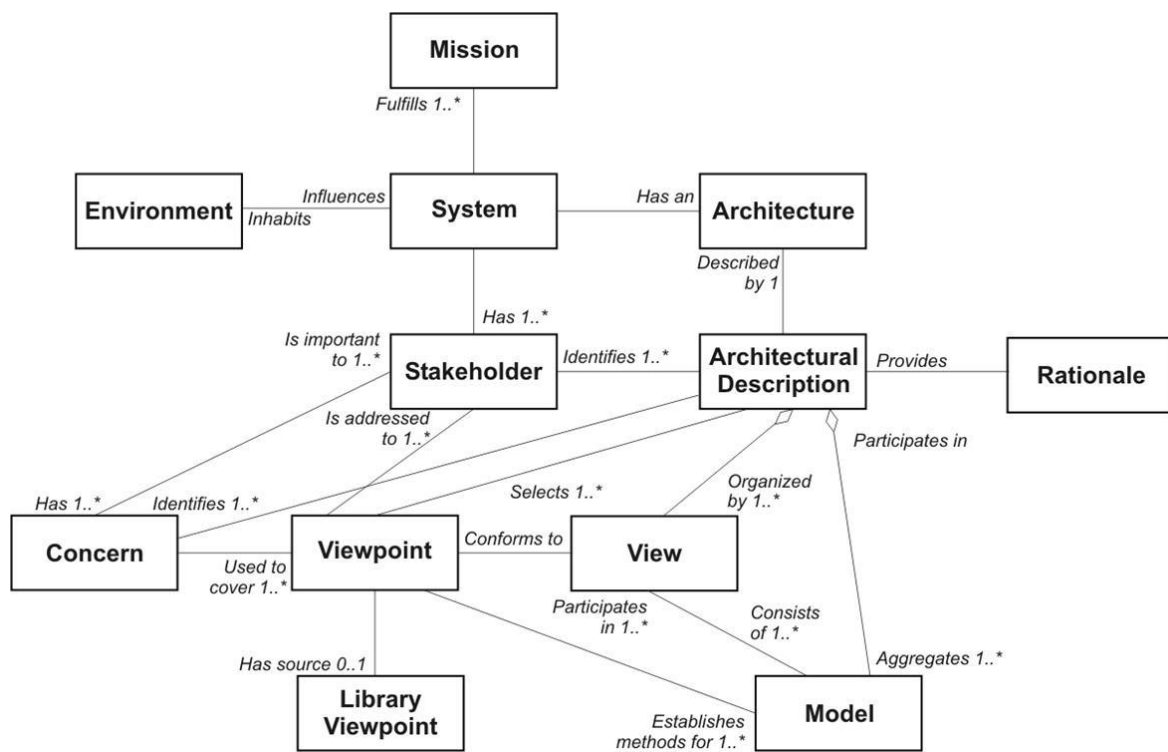 Mission
Fulfills 1..*
Environment
Influences
Inhabits
System
Has an
Architecture
Described
by 1
Has 1..*
Is important
to 1..*
Stakeholder
Identifies 1..*
Architectural
Description
Provides
Rationale
Is addressed
to 1..*
Participates in
Has 1..*
Identifies 1..*
Selects 1..*
Organized
by 1..*
Concern
Used to
cover 1..*
Viewpoint
Conforms to
View
Participates
in 1..*
Consists
of 1..*
Has source 0..1
Aggregates 1..*
Library
Viewpoint
Establishes
methods for 1..*
Model